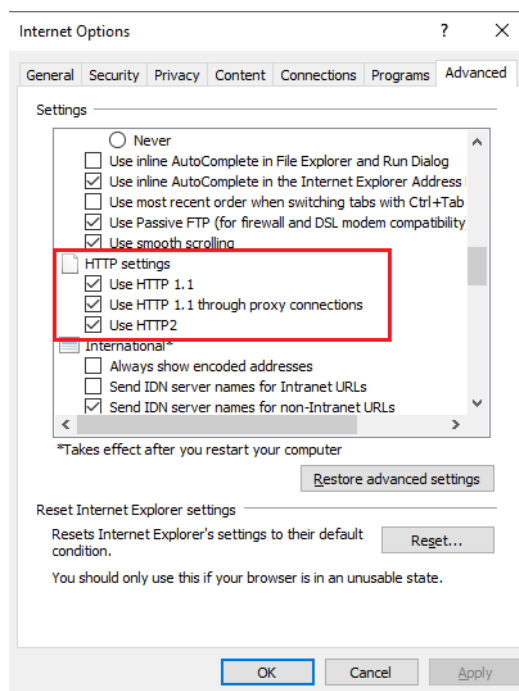 Internet Options
?
General Security Privacy Content Connections Programs Advanced
Settings
Never
Use inline AutoComplete in File Explorer and Run Dialog
Use inline AutoComplete in the Internet Explorer Address
Use most recent order when switching tabs with Ctrl+Tab
Use Passive FTP (for firewall and DSL modem compatibility
Use smooth scrolling
HTTP settings
Use HTTP 1.1
Use HTTP 1.1 through proxy connections
Use HTTP2
International*
Always show encoded addresses
Send IDN server names for Intranet URLs
Send IDN server names for non-Intranet URLs
*Takes effect after you restart your computer
Restore advanced settings
Reset Internet Explorer settings
Resets Internet Explorer's settings to their default
condition.
Reset...
You should only use this if your browser is in an unusable state.
OK Cancel Apply